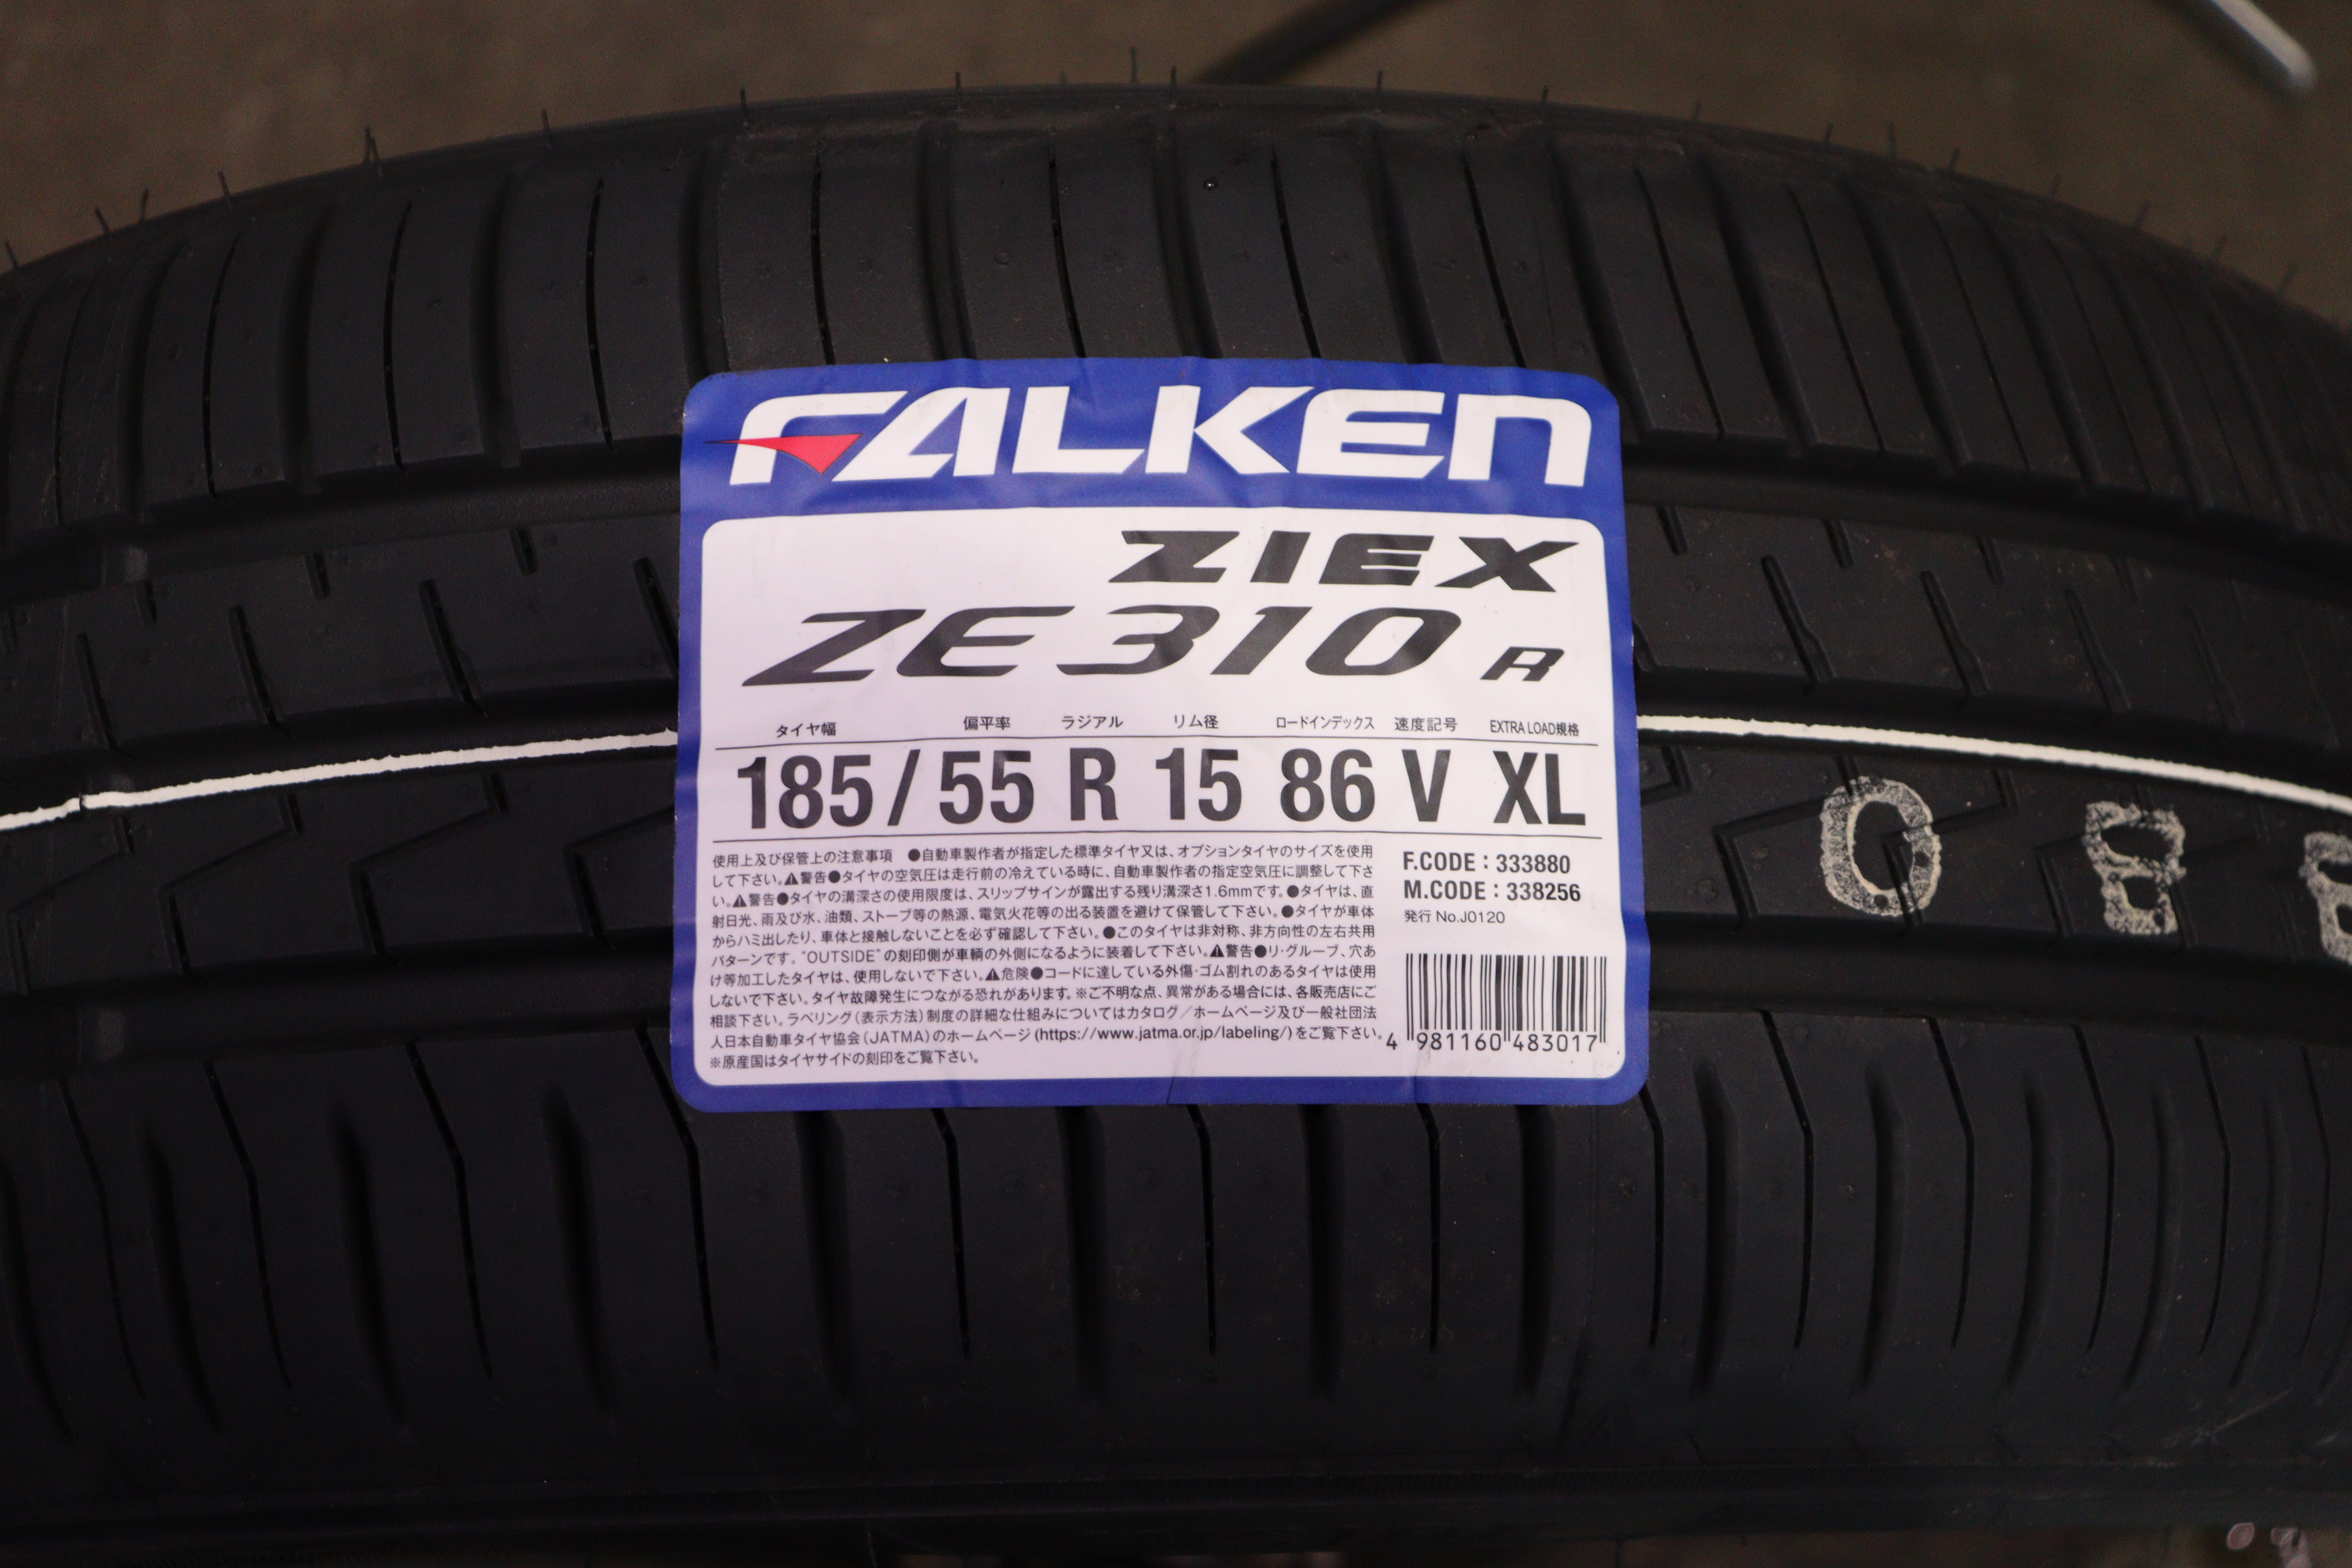 FALKEN
ZIEX
ZE310 R
タイヤ幅 偏平率 ラジアル リム径 ロードインデックス 速度記号 EXTRA LOAD規格
185 / 55 R 15 86 V XL
使用上及び保管上の注意事項 ●自動車製作者が指定した標準タイヤ又は、オプションタイヤのサイズを使用
して下さい。⚠警告●タイヤの空気圧は走行前の冷えている時に、自動車製作者の指定空気圧に調整して下さ
い。⚠警告●タイヤの溝深さの使用限度は、スリップサインが露出する残り溝深さ1.6mmです。●タイヤは、直
射日光、雨及び水、油類、ストーブ等の熱源、電気火花等の出る装置を避けて保管して下さい。●タイヤが車体
からハミ出したり、車体と接触しないことを必ず確認して下さい。●このタイヤは非対称、非方向性の左右共用
パターンです。"OUTSIDE"の刻印側が車輌の外側になるように装着して下さい。⚠警告●リ・グルーブ、穴あ
け等加工したタイヤは、使用しないで下さい。⚠危険●コードに達している外傷・ゴム割れのあるタイヤは使用
しないで下さい。タイヤ故障発生につながる恐れがあります。※ご不明な点、異常がある場合には、各販売店にご
相談下さい。ラベリング(表示方法)制度の詳細な仕組みについてはカタログ／ホームページ及び一般社団法
人日本自動車タイヤ協会(JATMA)のホームページ(https://www.jatma.or.jp/labeling/)をご覧下さい。
※原産国はタイヤサイドの刻印をご覧下さい。
F.CODE : 333880
M.CODE : 338256
発行 No.J0120
4 981160 483017
0 8